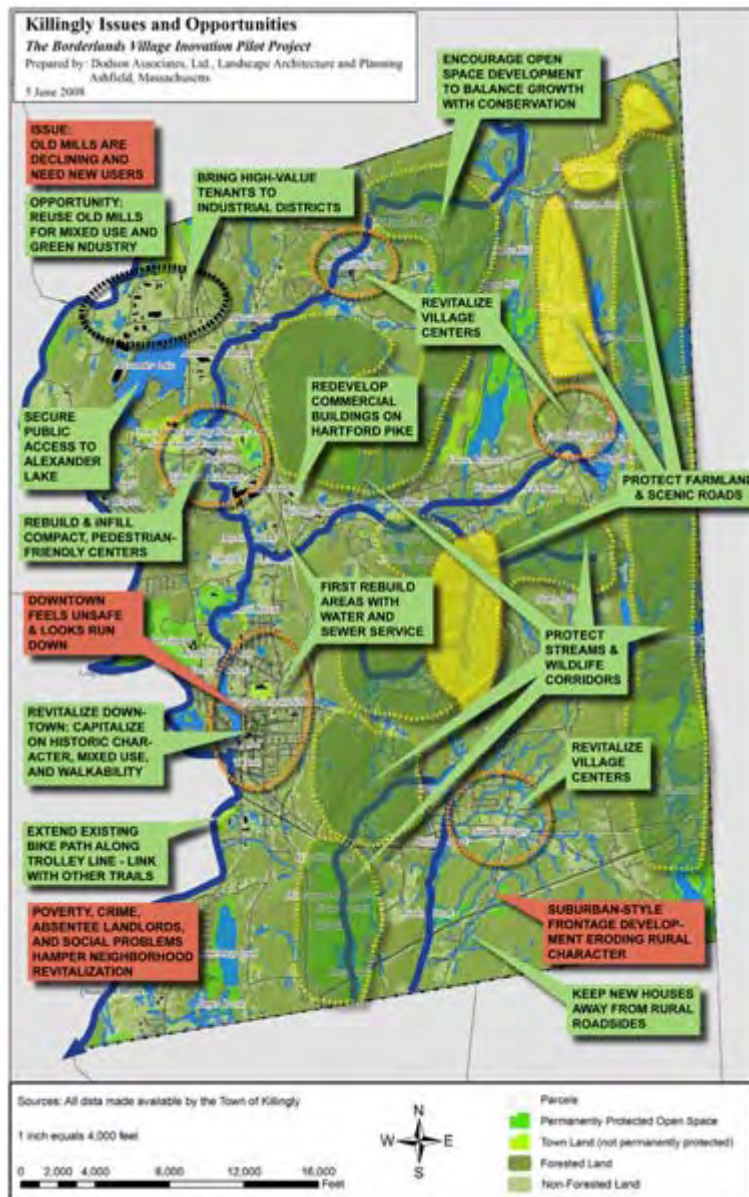 Killingly Issues and Opportunities
The Borderlands Village Inovation Pilot Project
Prepared by: Dodson Associates, Ltd., Landscape Architecture and Planning
Ashfield, Massachusetts
5 June 2008
ENCOURAGE OPEN
SPACE DEVELOPMENT
TO BALANCE GROWTH
WITH CONSERVATION
ISSUE:
OLD MILLS ARE
DECLINING AND
NEED NEW USERS
BRING HIGH-VALUE
TENANTS TO
INDUSTRIAL DISTRICTS
OPPORTUNITY:
REUSE OLD MILLS
FOR MIXED USE AND
GREEN NDUSTRY
REVITALIZE
VILLAGE
CENTERS
REDEVELOP
COMMERCIAL
BUILDINGS ON
HARTFORD PIKE
SECURE
PUBLIC
ACCESS TO
ALEXANDER
LAKE
PROTECT FARMLAND
& SCENIC ROADS
REBUILD & INFILL
COMPACT, PEDESTRIAN-
FRIENDLY CENTERS
FIRST REBUILD
AREAS WITH
WATER AND
SEWER SERVICE
DOWNTOWN
FEELS UNSAFE
& LOOKS RUN
DOWN
PROTECT
STREAMS &
WILDLIFE
CORRIDORS
REVITALIZE DOWN-
TOWN: CAPITALIZE
ON HISTORIC CHAR-
ACTER, MIXED USE,
AND WALKABILITY
REVITALIZE
VILLAGE
CENTERS
EXTEND EXISTING
BIKE PATH ALONG
TROLLEY LINE - LINK
WITH OTHER TRAILS
POVERTY, CRIME,
ABSENTEE LANDLORDS,
AND SOCIAL PROBLEMS
HAMPER NEIGHBORHOOD
REVITALIZATION
SUBURBAN-STYLE
FRONTAGE DEVELOP-
MENT ERODING RURAL
CHARACTER
KEEP NEW HOUSES
AWAY FROM RURAL
ROADSIDES
Sources: All data made available by the Town of Killingly
1 inch equals 4,000 feet
0 2,000 4,000 8,000 12,000 16,000
Feet
N
W E
S
Parcels
Permanently Protected Open Space
Town Land (not permanently protected)
Forested Land
Non-Forested Land